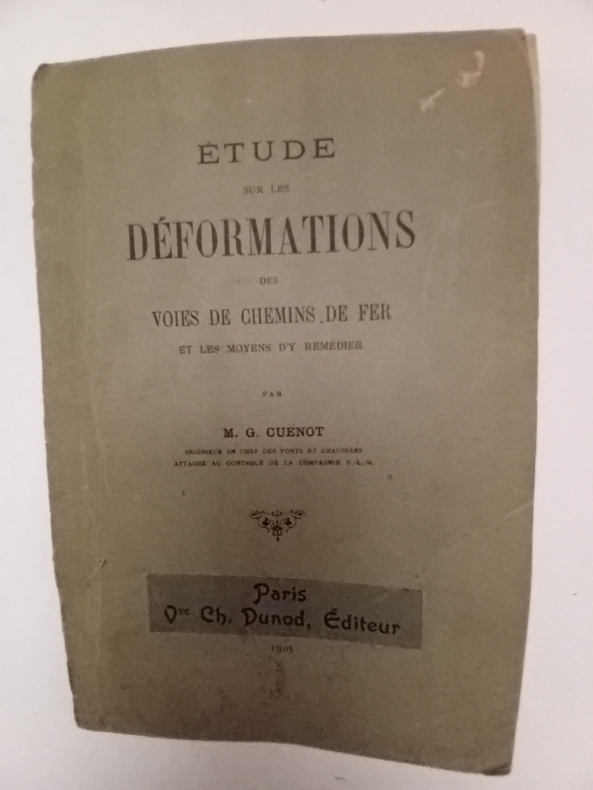 ÉTUDE
SUR LES
DÉFORMATIONS
DES
VOIES DE CHEMINS DE FER
ET LES MOYENS D'Y REMÉDIER
PAR
M. G. CUENOT
INGÉNIEUR EN CHEF DES PONTS ET CHAUSSÉES
ATTACHÉ AU CONTRÔLE DE LA COMPAGNIE P.-L.-M.
Paris
Vve Ch. Dunod, Éditeur
1905